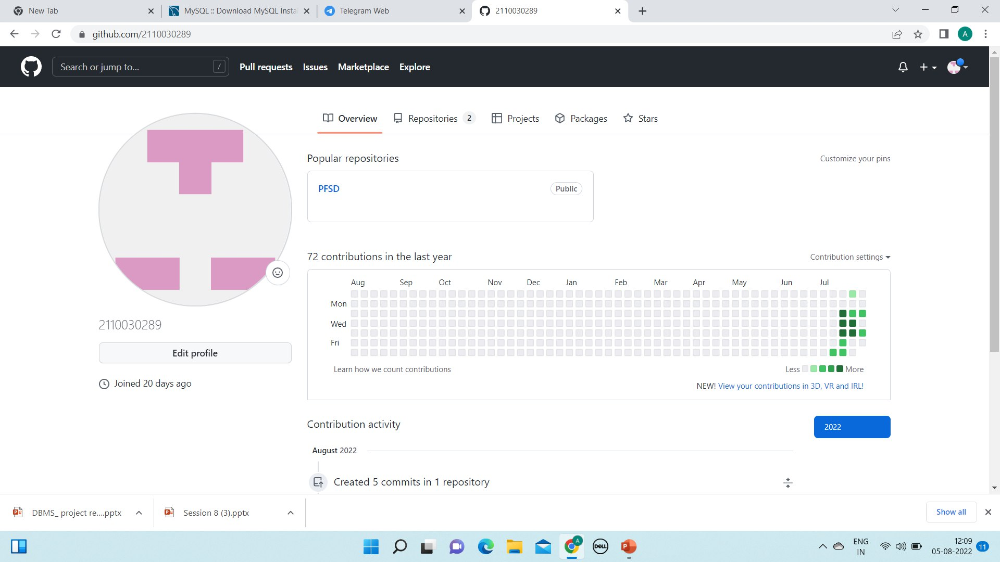 New Tab
MySQL :: Download MySQL Insta
Telegram Web
2110030289
github.com/2110030289
A
Search or jump to...
/
Pull requests
Issues
Marketplace
Explore
Overview
Repositories 2
Projects
Packages
Stars
Popular repositories
Customize your pins
PFSD
Public
72 contributions in the last year
Contribution settings
Aug Sep Oct Nov Dec Jan Feb Mar Apr May Jun Jul
Mon
Wed
Fri
Learn how we count contributions
Less More
NEW! View your contributions in 3D, VR and IRL!
2110030289
Edit profile
Joined 20 days ago
Contribution activity
2022
August 2022
Created 5 commits in 1 repository
DBMS_ project re....pptx
Session 8 (3).pptx
Show all
A
DELL
P
ENG
IN
12:09
05-08-2022
11